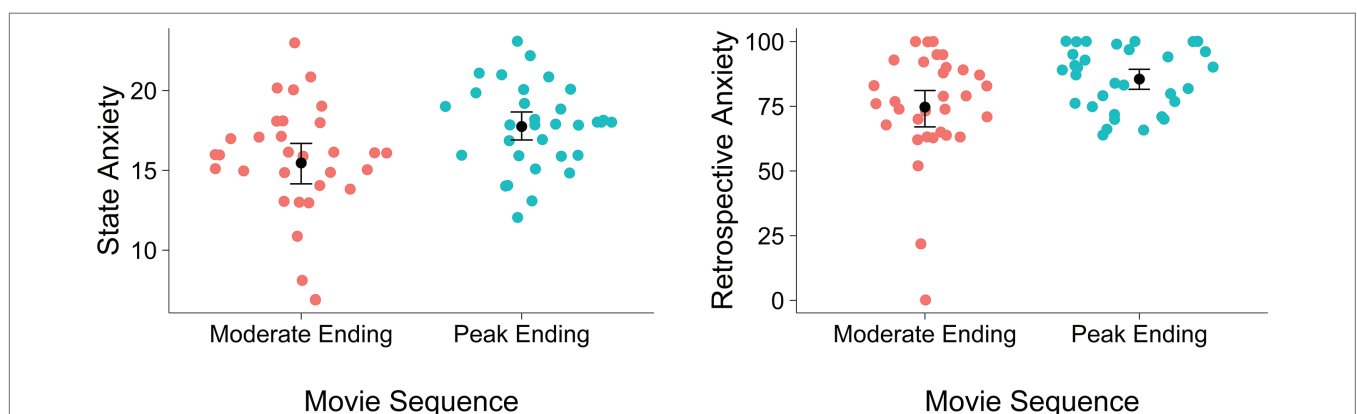 State Anxiety
20
15
10
Moderate Ending
Peak Ending
Movie Sequence
Retrospective Anxiety
100
75
50
25
0
Moderate Ending
Peak Ending
Movie Sequence